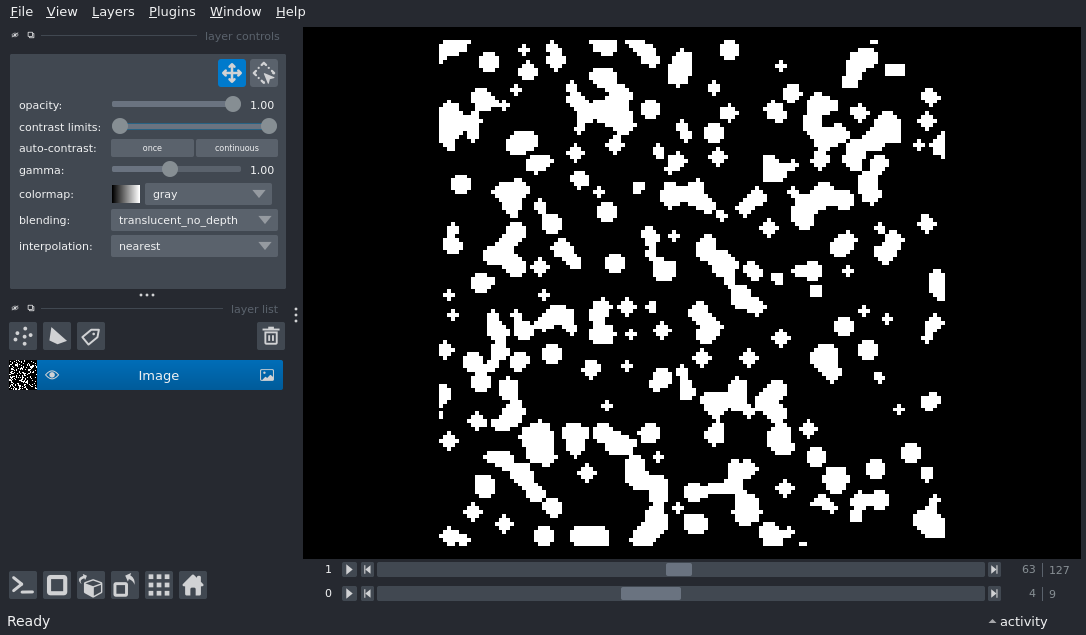 File View Layers Plugins Window Help
layer controls
opacity: 1.00
contrast limits:
auto-contrast: once continuous
gamma: 1.00
colormap: gray
blending: translucent_no_depth
interpolation: nearest
layer list
Image
1 63 127
0 4 9
Ready activity